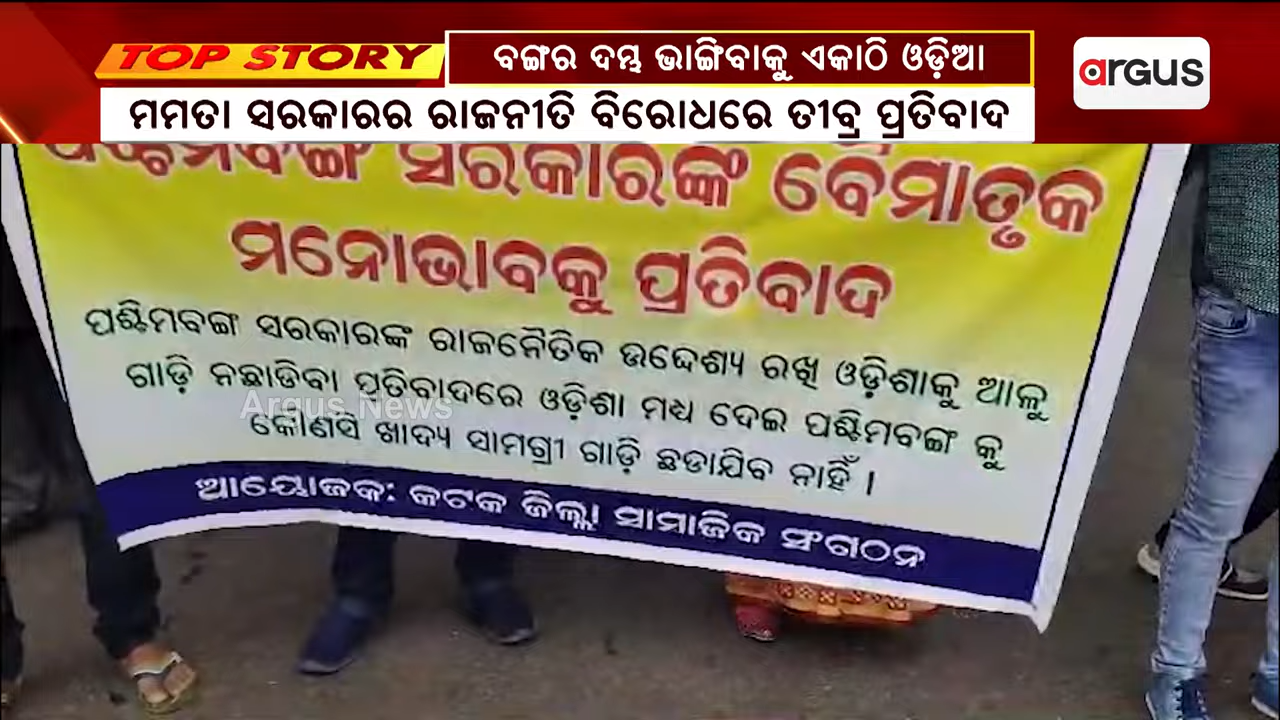 TOP STORY
ବଙ୍ଗର ଦମ୍ଭ ଭାଙ୍ଗିବାକୁ ଏକାଠି ଓଡ଼ିଆ
argus
ମମତା ସରକାରର ରାଜନୀତି ବିରୋଧରେ ତୀବ୍ର ପ୍ରତିବାଦ
ପଶ୍ଚିମବଙ୍ଗ ସରକାରଙ୍କ ବୈମାତୃକ
ମନୋଭାବକୁ ପ୍ରତିବାଦ
ପଶ୍ଚିମବଙ୍ଗ ସରକାରଙ୍କ ରାଜନୈତିକ ଉଦ୍ଦେଶ୍ୟ ରଖି ଓଡ଼ିଶାକୁ ଆଳୁ
ଗାଡ଼ି ନଛାଡିବା ପ୍ରତିବାଦରେ ଓଡ଼ିଶା ମଧ୍ୟ ଦେଇ ପଶ୍ଚିମବଙ୍ଗ କୁ
Argus News
କୌଣସି ଖାଦ୍ୟ ସାମଗ୍ରୀ ଗାଡ଼ି ଛଡାଯିବ ନାହିଁ ।
ଆୟୋଜକ: କଟକ ଜିଲ୍ଲା ସାମାଜିକ ସଂଗଠନ